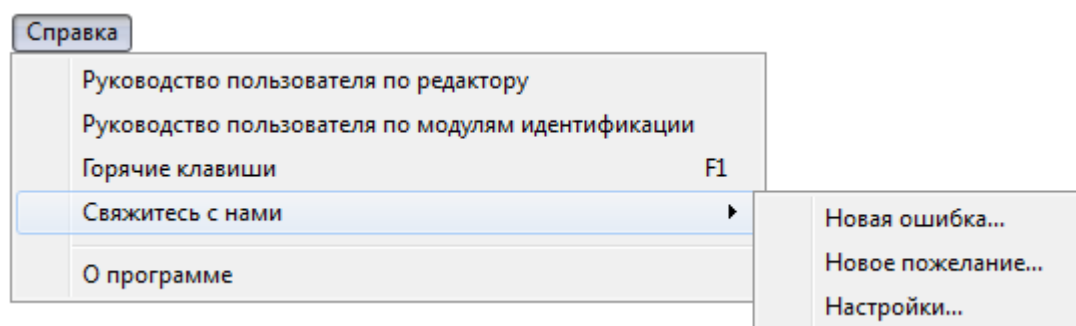 Справка
Руководство пользователя по редактору
Руководство пользователя по модулям идентификации
Горячие клавиши F1
Свяжитесь с нами
Новая ошибка...
Новое пожелание...
Настройки...
О программе